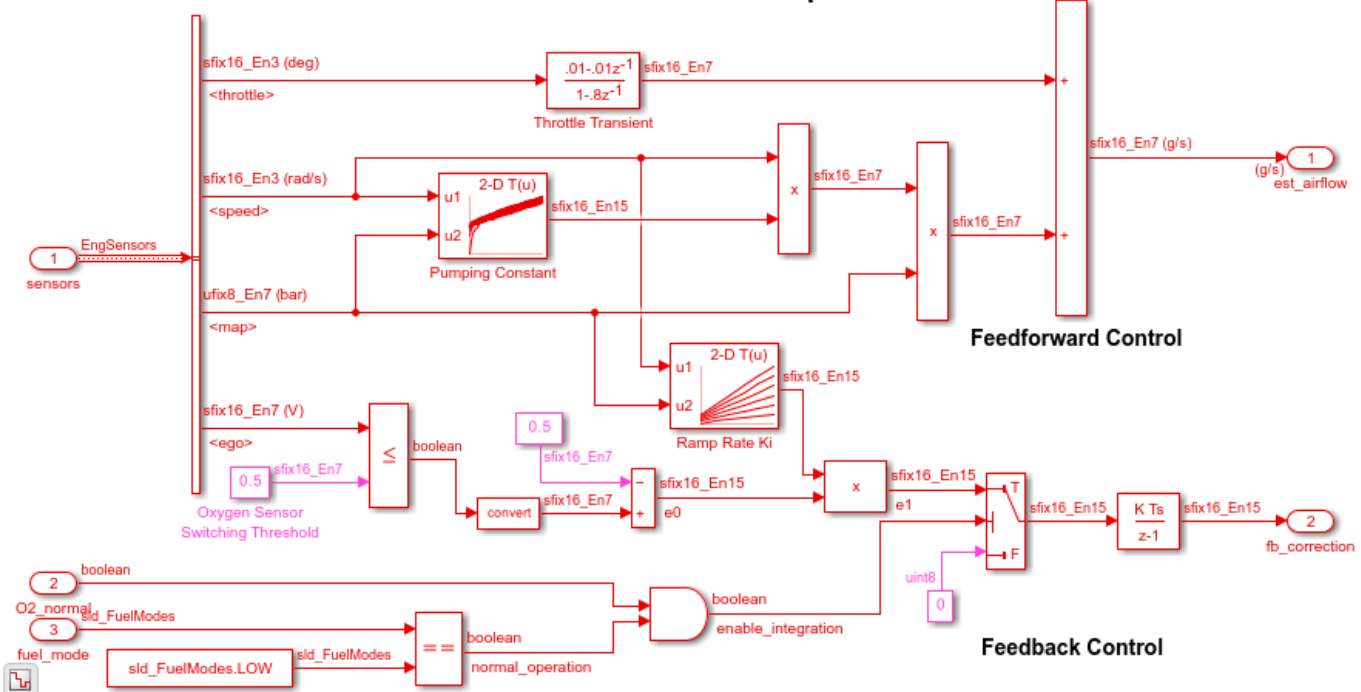 sfix16_En3 (deg)
<throttle>
.01-.01z-1
1-.8z-1
Throttle Transient
sfix16_En7
+
sfix16_En3 (rad/s)
<speed>
2-D T(u)
u1
u2
Pumping Constant
sfix16_En15
x
sfix16_En7
x
sfix16_En7
+
sfix16_En7 (g/s)
(g/s)
1
est_airflow
EngSensors
1
sensors
ufix8_En7 (bar)
<map>
Feedforward Control
2-D T(u)
u1
u2
Ramp Rate Ki
sfix16_En15
sfix16_En7 (V)
<ego>
0.5
sfix16_En7
Oxygen Sensor
Switching Threshold
≤
boolean
convert
sfix16_En7
0.5
sfix16_En7
−
+
sfix16_En15
e0
x
sfix16_En15
e1
T
F
sfix16_En15
K Ts
z-1
sfix16_En15
2
fb_correction
uint8
0
boolean
2
O2_normal
sld_FuelModes
3
fuel_mode
sld_FuelModes.LOW
sld_FuelModes
==
boolean
normal_operation
boolean
enable_integration
Feedback Control